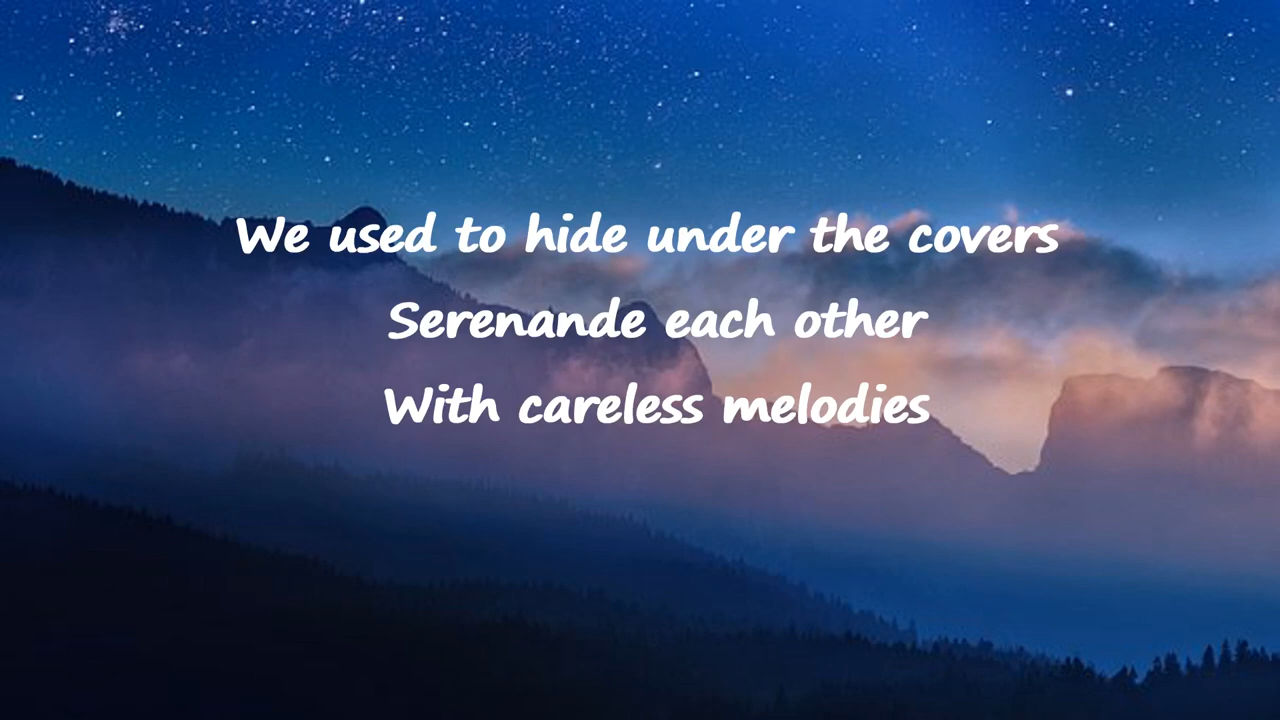 We used to hide under the covers
Serenande each other
With careless melodies